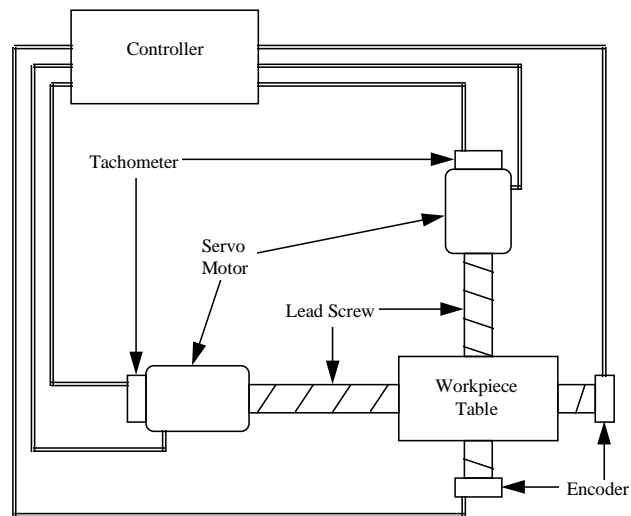 Controller
Tachometer
Servo
Motor
Lead Screw
Workpiece
Table
Encoder